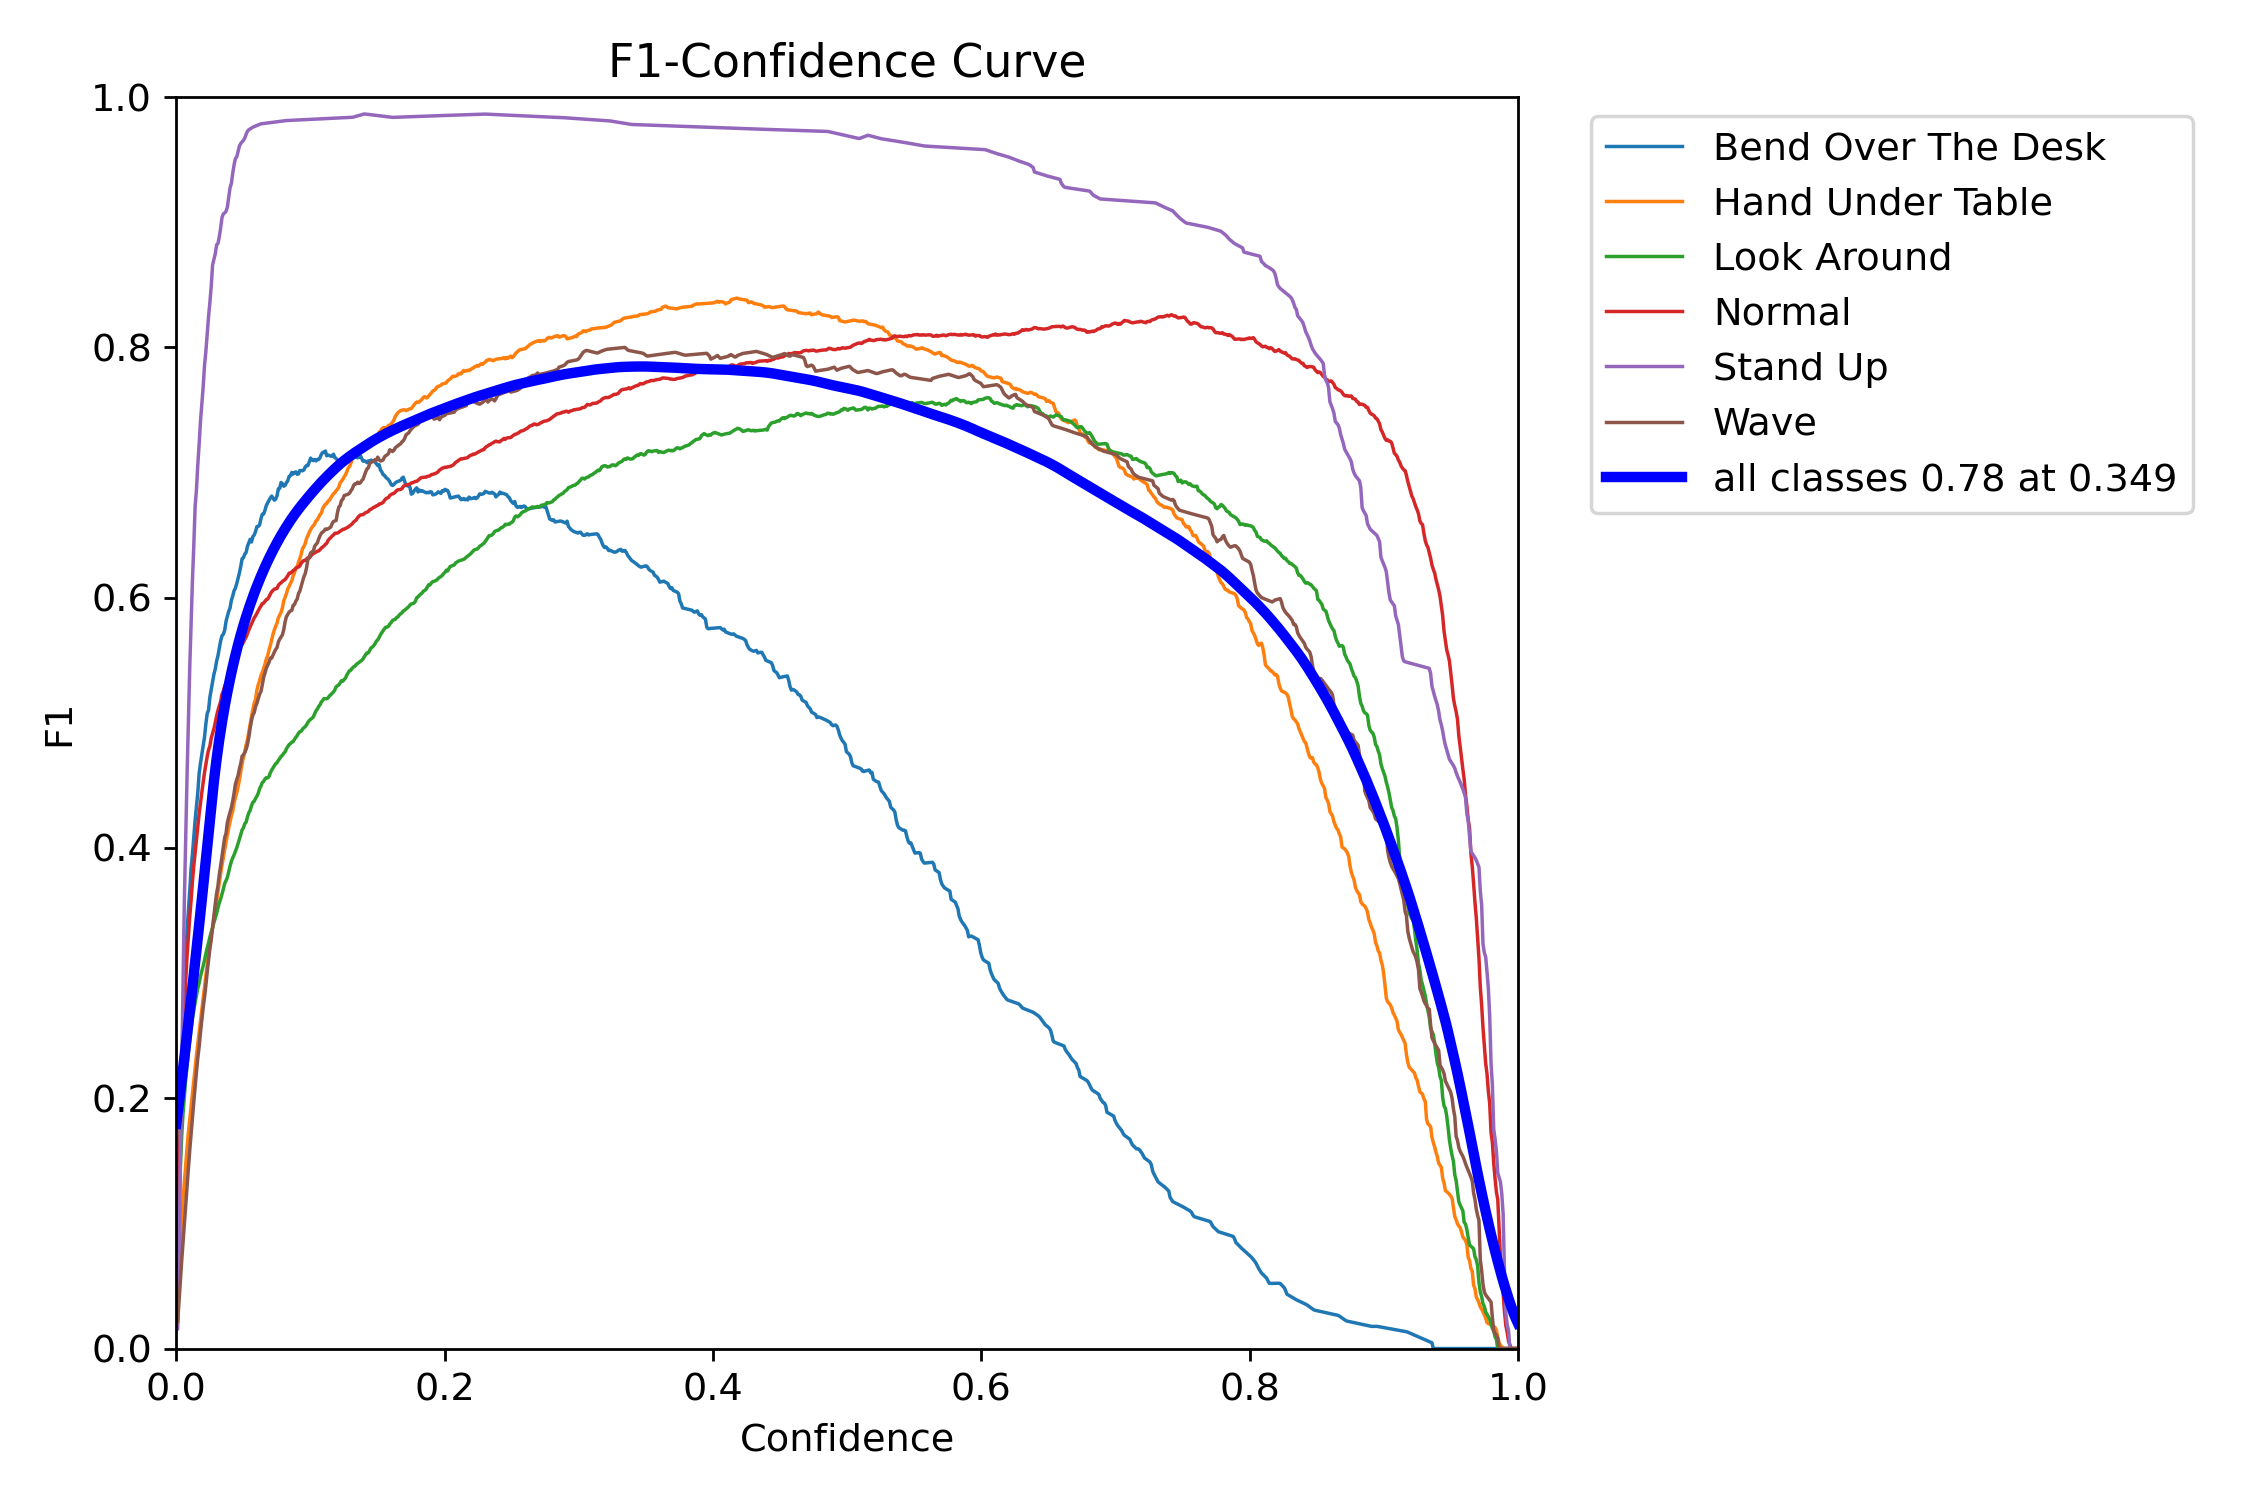 F1-Confidence Curve
1.0
0.8
0.6
0.4
0.2
0.0
F1
0.0 0.2 0.4 0.6 0.8 1.0
Confidence
Bend Over The Desk
Hand Under Table
Look Around
Normal
Stand Up
Wave
all classes 0.78 at 0.349